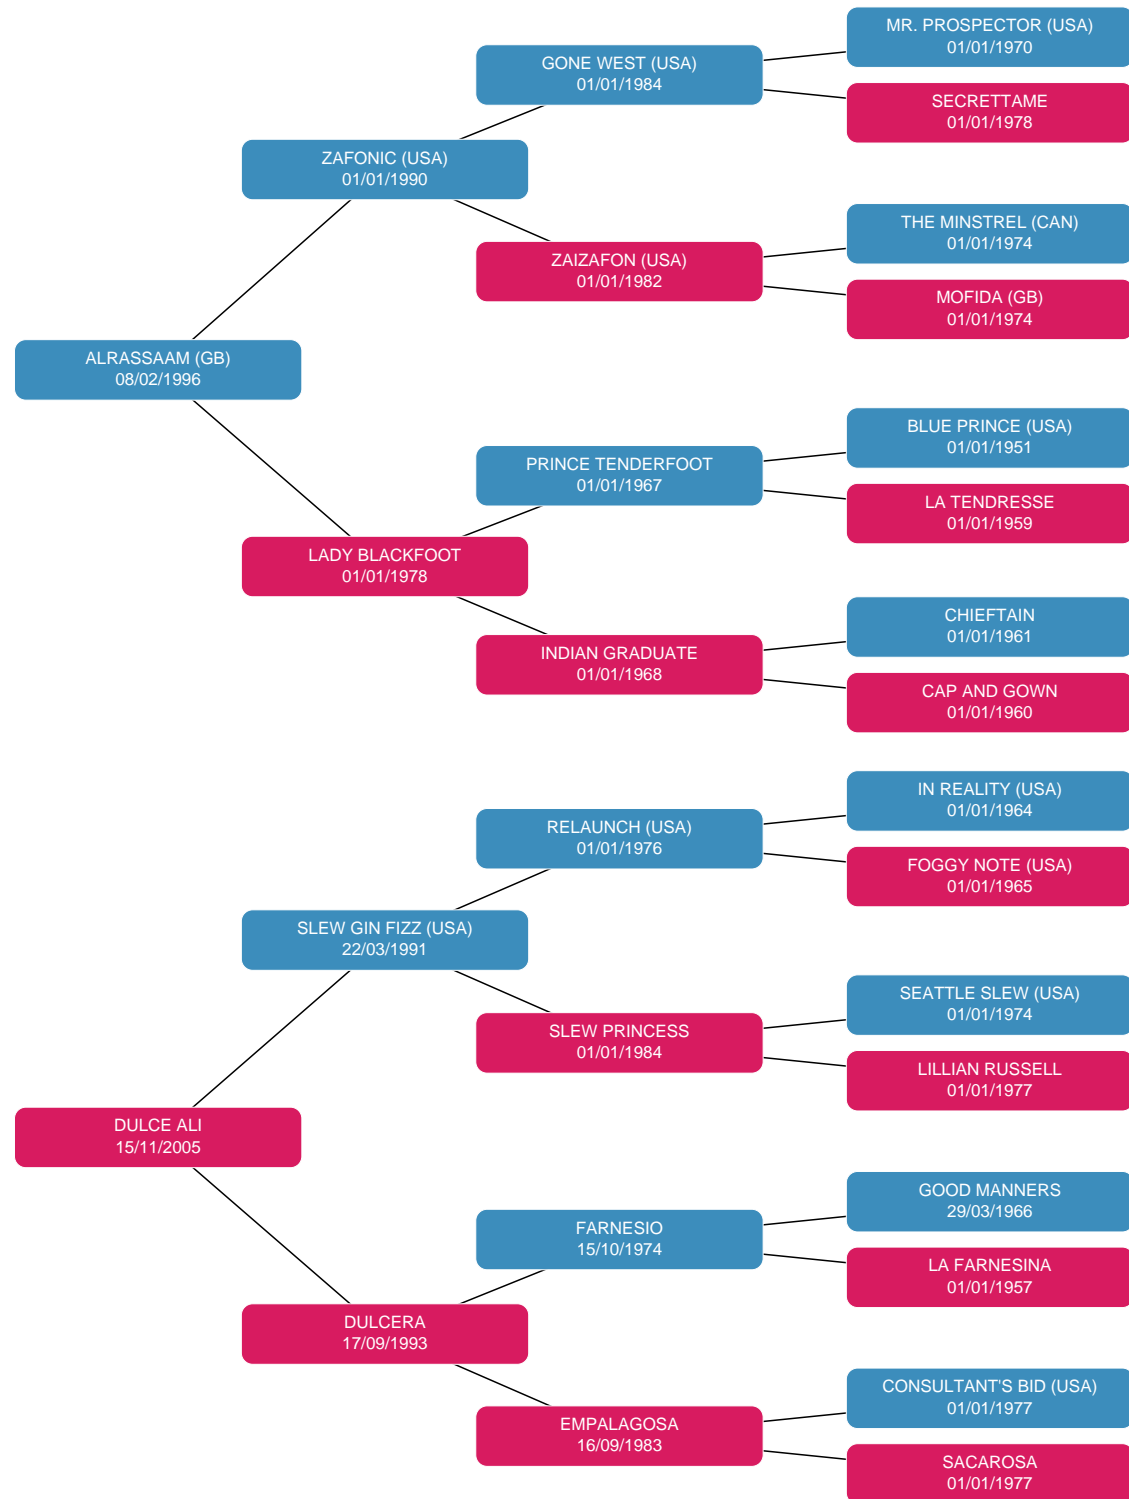 MR. PROSPECTOR (USA)
01/01/1970
GONE WEST (USA)
01/01/1984
SECRETTAME
01/01/1978
ZAFONIC (USA)
01/01/1990
THE MINSTREL (CAN)
01/01/1974
ZAIZAFON (USA)
01/01/1982
MOFIDA (GB)
01/01/1974
ALRASSAAM (GB)
08/02/1996
BLUE PRINCE (USA)
01/01/1951
PRINCE TENDERFOOT
01/01/1967
LA TENDRESSE
01/01/1959
LADY BLACKFOOT
01/01/1978
CHIEFTAIN
01/01/1961
INDIAN GRADUATE
01/01/1968
CAP AND GOWN
01/01/1960
IN REALITY (USA)
01/01/1964
RELAUNCH (USA)
01/01/1976
FOGGY NOTE (USA)
01/01/1965
SLEW GIN FIZZ (USA)
22/03/1991
SEATTLE SLEW (USA)
01/01/1974
SLEW PRINCESS
01/01/1984
LILLIAN RUSSELL
01/01/1977
DULCE ALI
15/11/2005
GOOD MANNERS
29/03/1966
FARNESIO
15/10/1974
LA FARNESINA
01/01/1957
DULCERA
17/09/1993
CONSULTANT'S BID (USA)
01/01/1977
EMPALAGOSA
16/09/1983
SACAROSA
01/01/1977